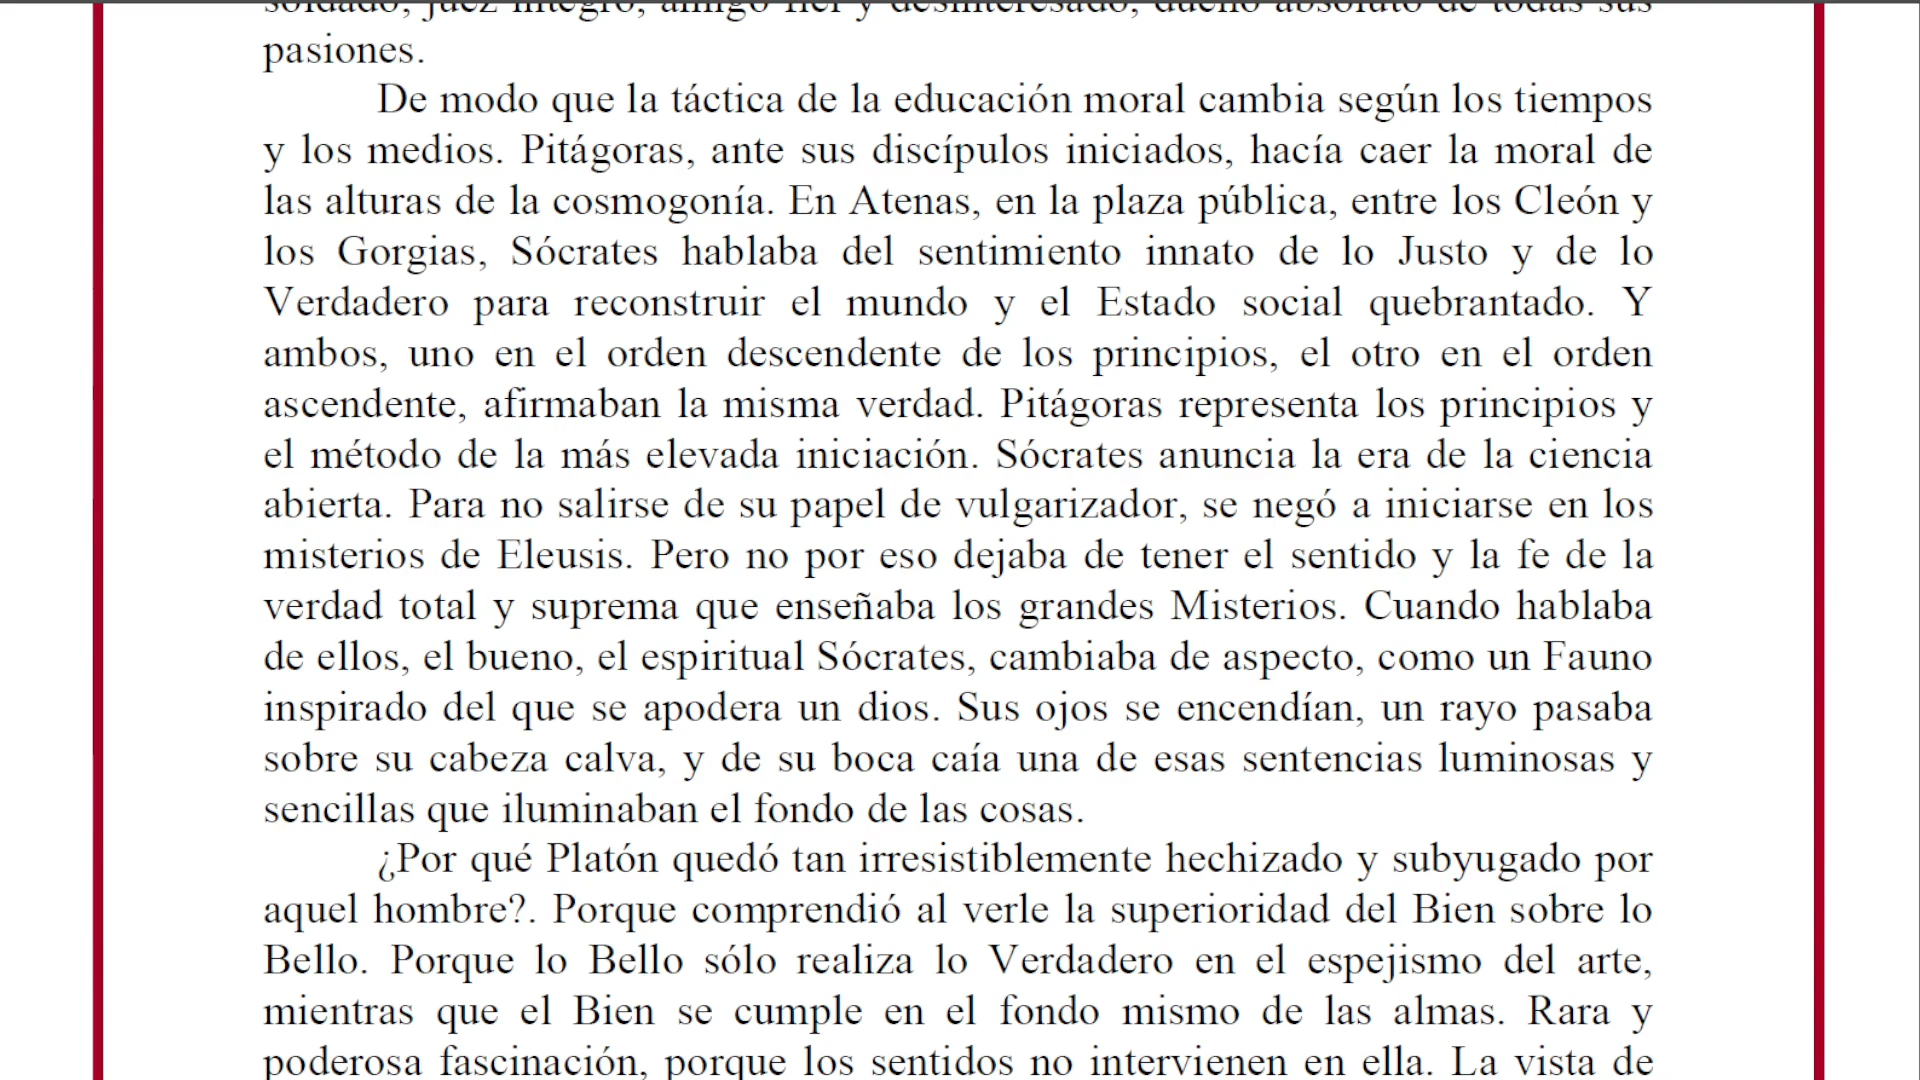 soldado, juez íntegro, amigo fiel y desinteresado, dueño absoluto de todas sus
pasiones.
De modo que la táctica de la educación moral cambia según los tiempos
y los medios. Pitágoras, ante sus discípulos iniciados, hacía caer la moral de
las alturas de la cosmogonía. En Atenas, en la plaza pública, entre los Cleón y
los Gorgias, Sócrates hablaba del sentimiento innato de lo Justo y de lo
Verdadero para reconstruir el mundo y el Estado social quebrantado. Y
ambos, uno en el orden descendente de los principios, el otro en el orden
ascendente, afirmaban la misma verdad. Pitágoras representa los principios y
el método de la más elevada iniciación. Sócrates anuncia la era de la ciencia
abierta. Para no salirse de su papel de vulgarizador, se negó a iniciarse en los
misterios de Eleusis. Pero no por eso dejaba de tener el sentido y la fe de la
verdad total y suprema que enseñaba los grandes Misterios. Cuando hablaba
de ellos, el bueno, el espiritual Sócrates, cambiaba de aspecto, como un Fauno
inspirado del que se apodera un dios. Sus ojos se encendían, un rayo pasaba
sobre su cabeza calva, y de su boca caía una de esas sentencias luminosas y
sencillas que iluminaban el fondo de las cosas.
¿Por qué Platón quedó tan irresistiblemente hechizado y subyugado por
aquel hombre?. Porque comprendió al verle la superioridad del Bien sobre lo
Bello. Porque lo Bello sólo realiza lo Verdadero en el espejismo del arte,
mientras que el Bien se cumple en el fondo mismo de las almas. Rara y
poderosa fascinación, porque los sentidos no intervienen en ella. La vista de